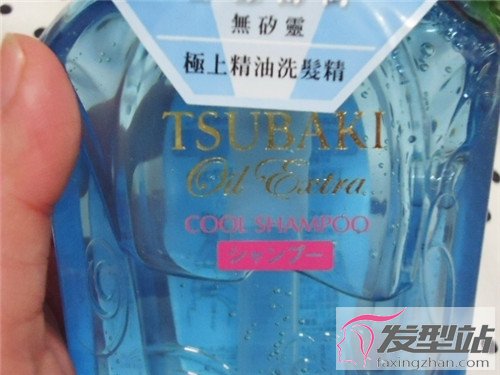 無矽靈
極上精油洗髮精
TSUBAKI
Oil Extra
COOL SHAMPOO
シャンプー
发型站
faxingzhan.com